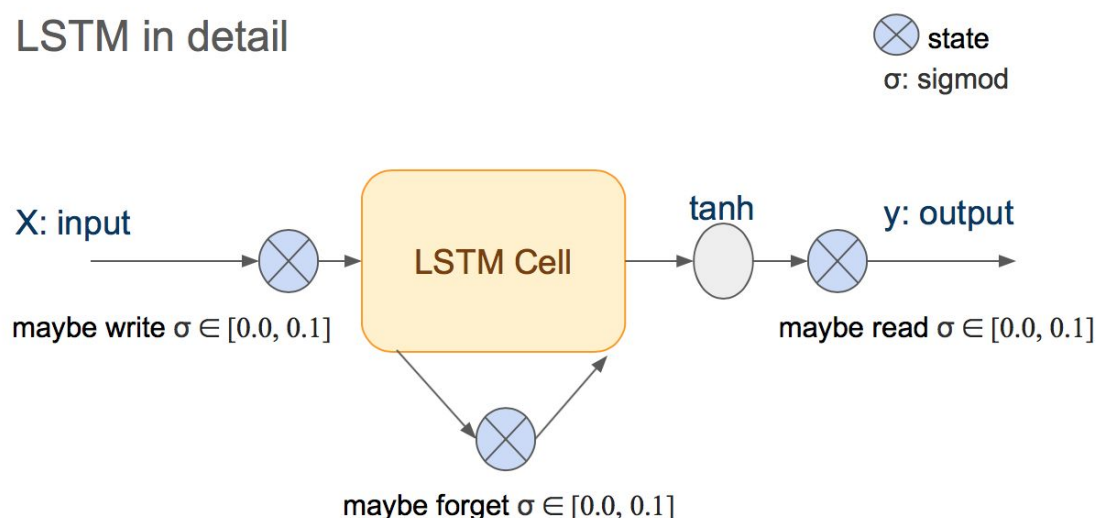 LSTM in detail
state
σ: sigmod
X: input
LSTM Cell
tanh
y: output
maybe write σ ∈ [0.0, 0.1]
maybe read σ ∈ [0.0, 0.1]
maybe forget σ ∈ [0.0, 0.1]